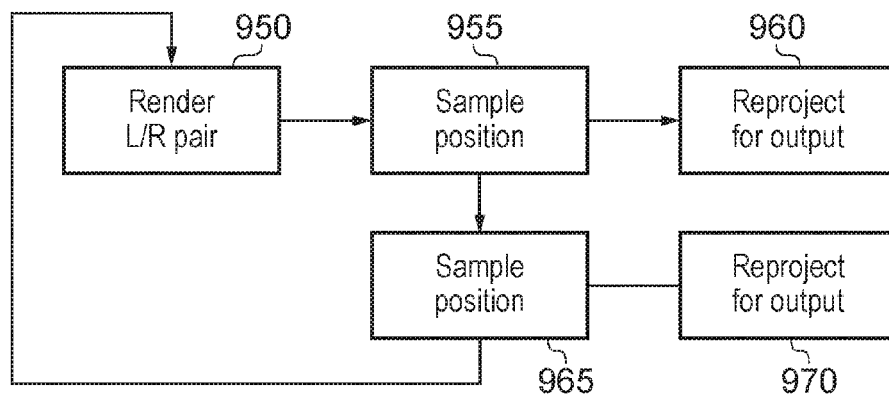 950
955
960
Render
L/R pair
Sample
position
Reproject
for output
Sample
position
Reproject
for output
965
970